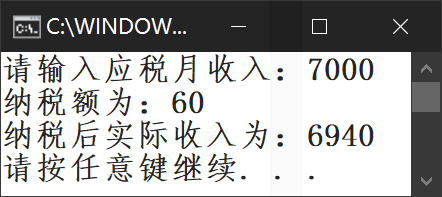 C:\WINDOW...
请输入应税月收入：7000
纳税额为：60
纳税后实际收入为：6940
请按任意键继续. . .